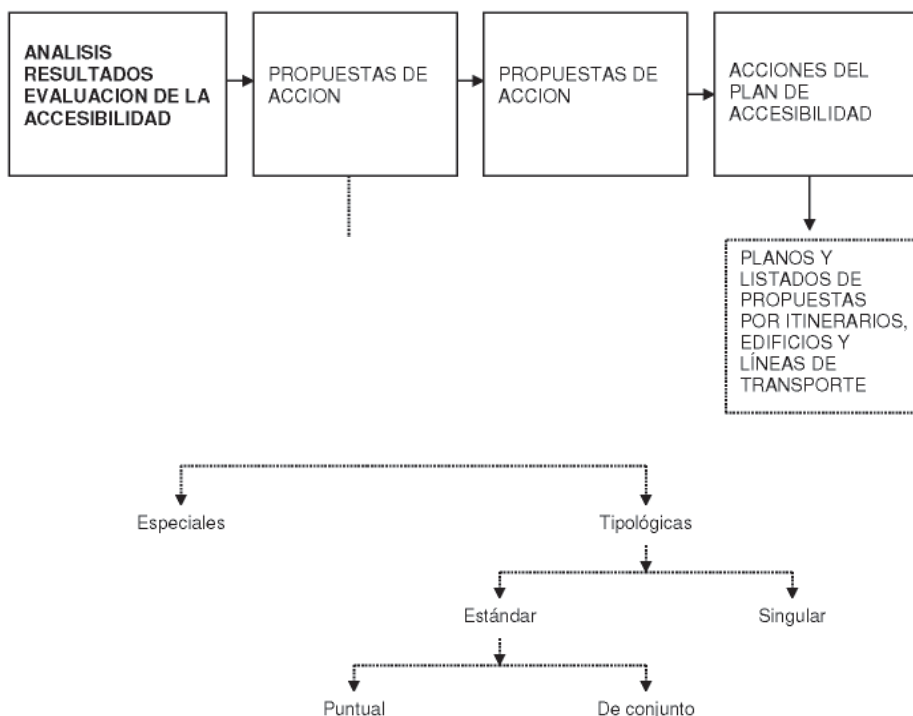 ANALISIS
RESULTADOS
EVALUACION DE LA
ACCESIBILIDAD
PROPUESTAS DE
ACCION
PROPUESTAS DE
ACCION
ACCIONES DEL
PLAN DE
ACCESIBILIDAD
PLANOS Y
LISTADOS DE
PROPUESTAS
POR ITINERARIOS,
EDIFICIOS Y
LÍNEAS DE
TRANSPORTE
Especiales
Tipológicas
Estándar
Singular
Puntual
De conjunto